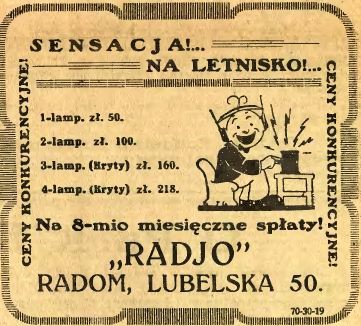 SENSACJA!...
NA LETNISKO!...
CENY KONKURENCYJNE!
1-lamp. zł. 50.
2-lamp. zł. 100.
3-lamp. (Kryty) zł. 160.
4-lamp. (Kryty) zł. 218.
CENY KONKURENCYJNE!
Na 8-mio miesięczne spłaty!
„RADJO”
RADOM, LUBELSKA 50.
70-30-19